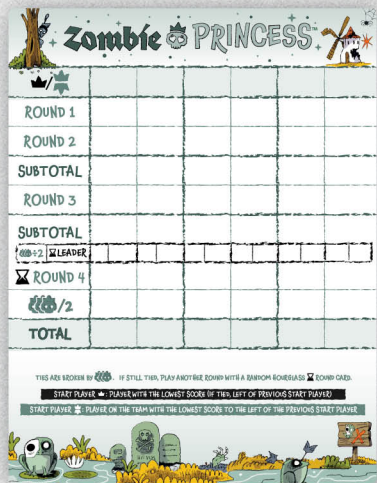 Zombie PRINCESS™
ROUND 1
ROUND 2
SUBTOTAL
ROUND 3
SUBTOTAL
÷2 LEADER
ROUND 4
/2
TOTAL
TIES ARE BROKEN BY . IF STILL TIED, PLAY ANOTHER ROUND WITH A RANDOM HOURGLASS ROUND CARD.
START PLAYER : PLAYER WITH THE LOWEST SCORE (IF TIED, LEFT OF PREVIOUS START PLAYER)
START PLAYER : PLAYER ON THE TEAM WITH THE LOWEST SCORE TO THE LEFT OF THE PREVIOUS START PLAYER